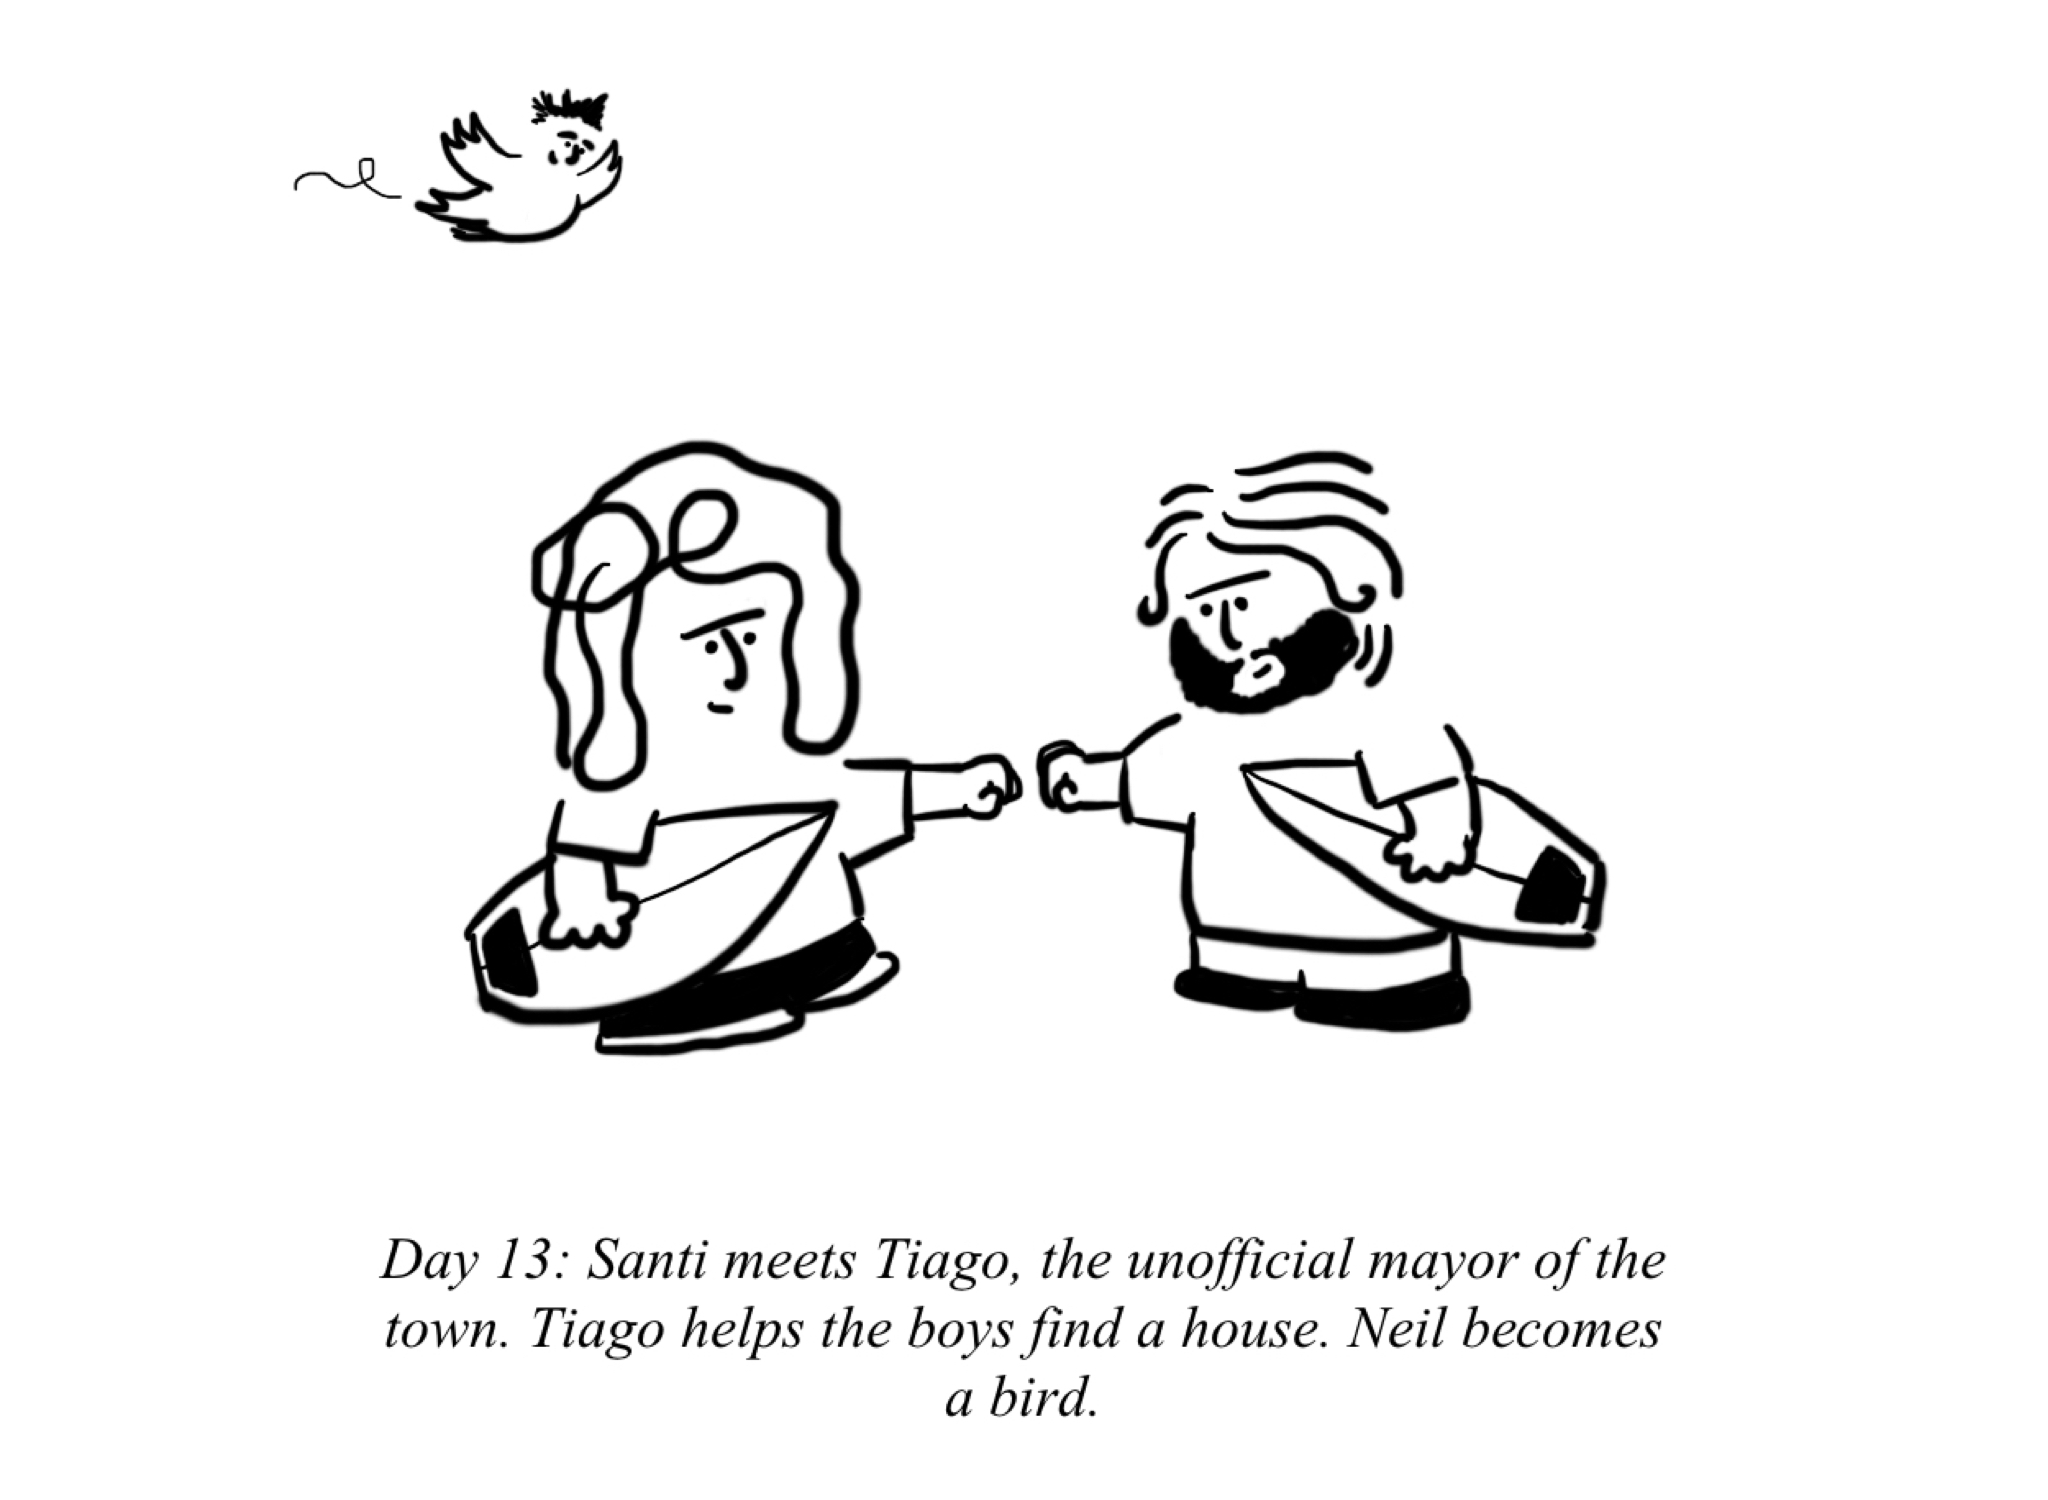 Day 13: Santi meets Tiago, the unofficial mayor of the
town. Tiago helps the boys find a house. Neil becomes
a bird.